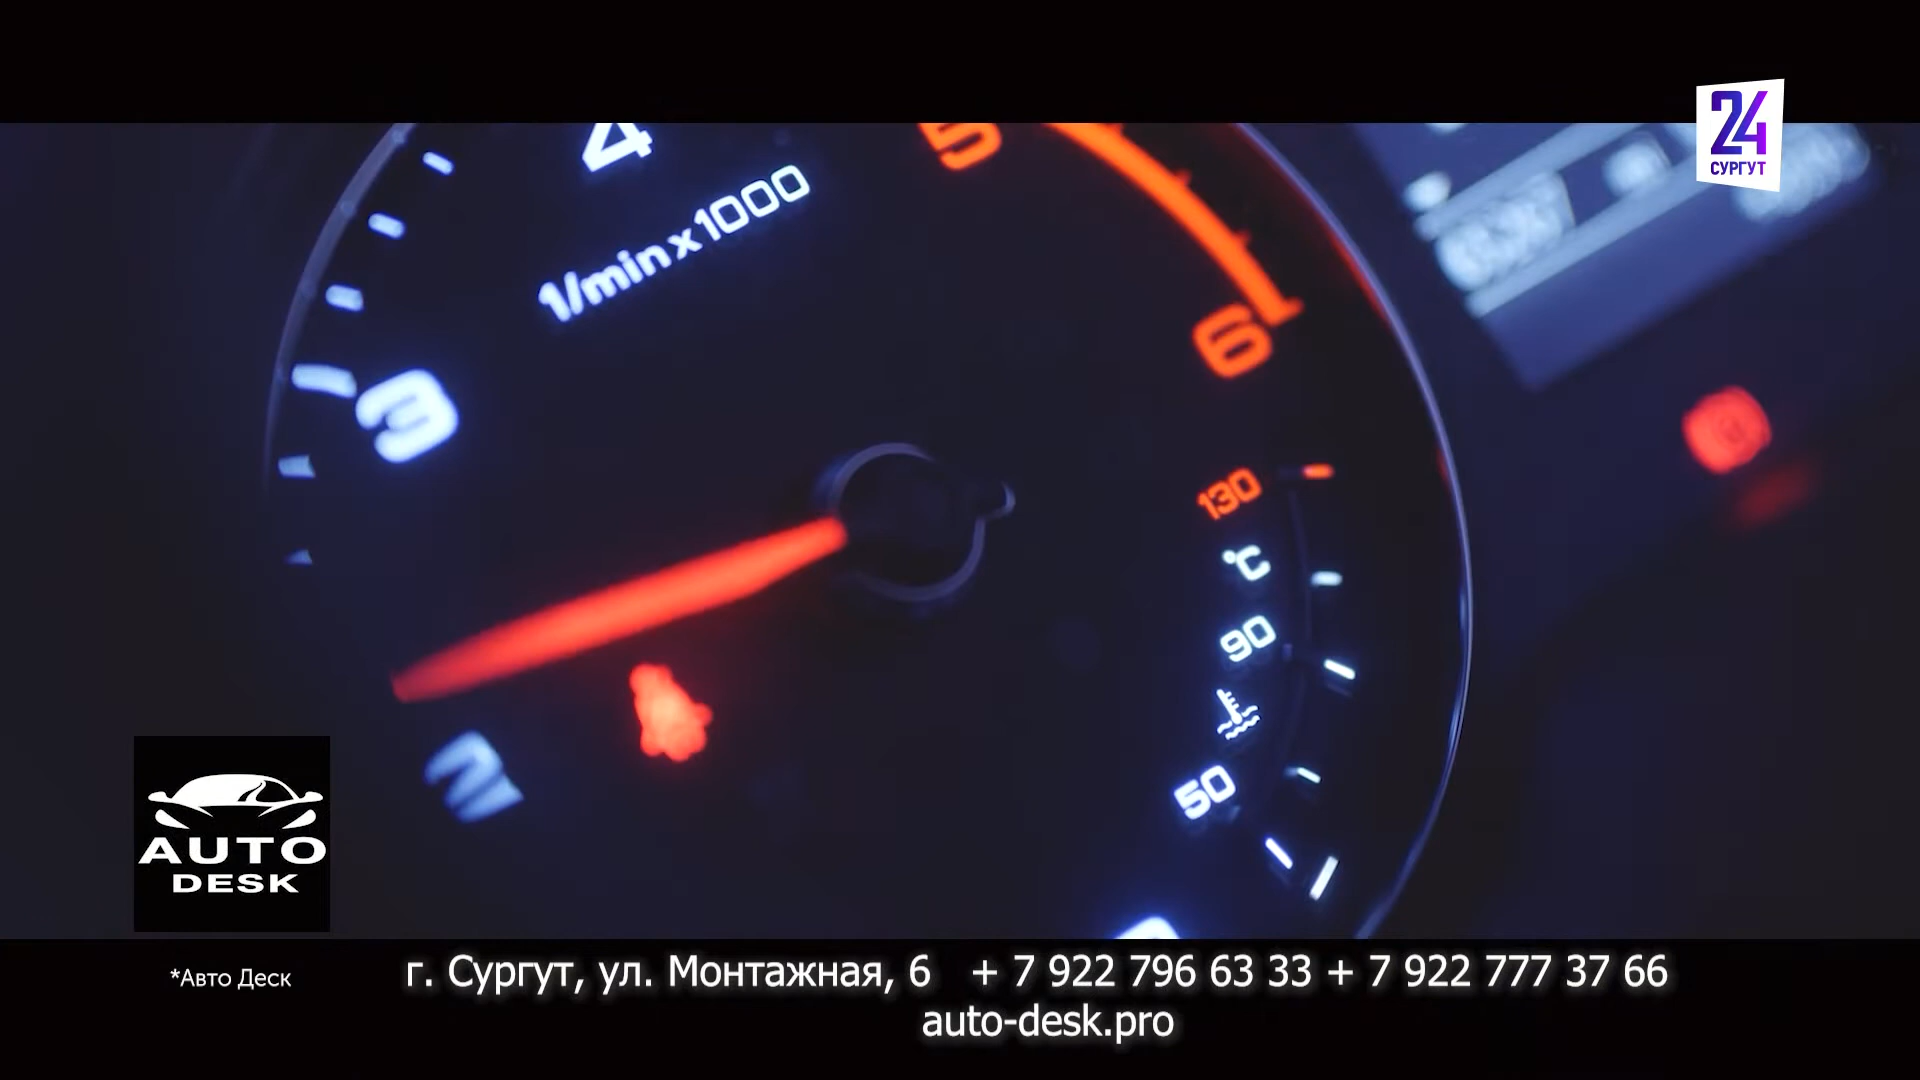 24
СУРГУТ
4
5
1/min x1000
6
3
130
°C
90
50
2
AUTO
DESK
*Авто Деск
г. Сургут, ул. Монтажная, 6 + 7 922 796 63 33 + 7 922 777 37 66
auto-desk.pro